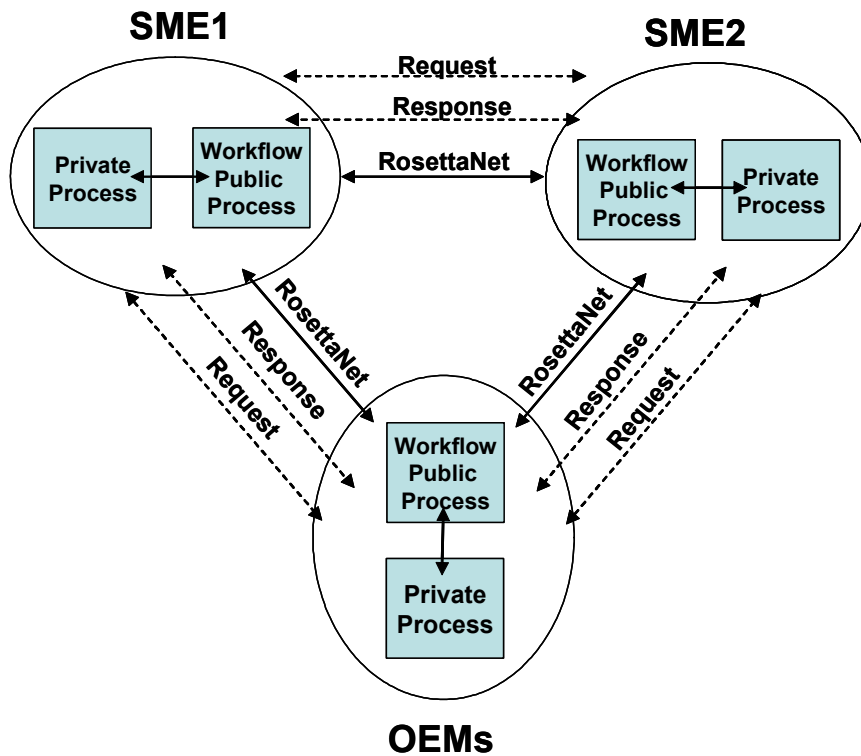 SME1
SME2
Request
Response
RosettaNet
Private
Process
Workflow
Public
Process
Workflow
Public
Process
Private
Process
RosettaNet
Response
Request
RosettaNet
Response
Request
Workflow
Public
Process
Private
Process
OEMs